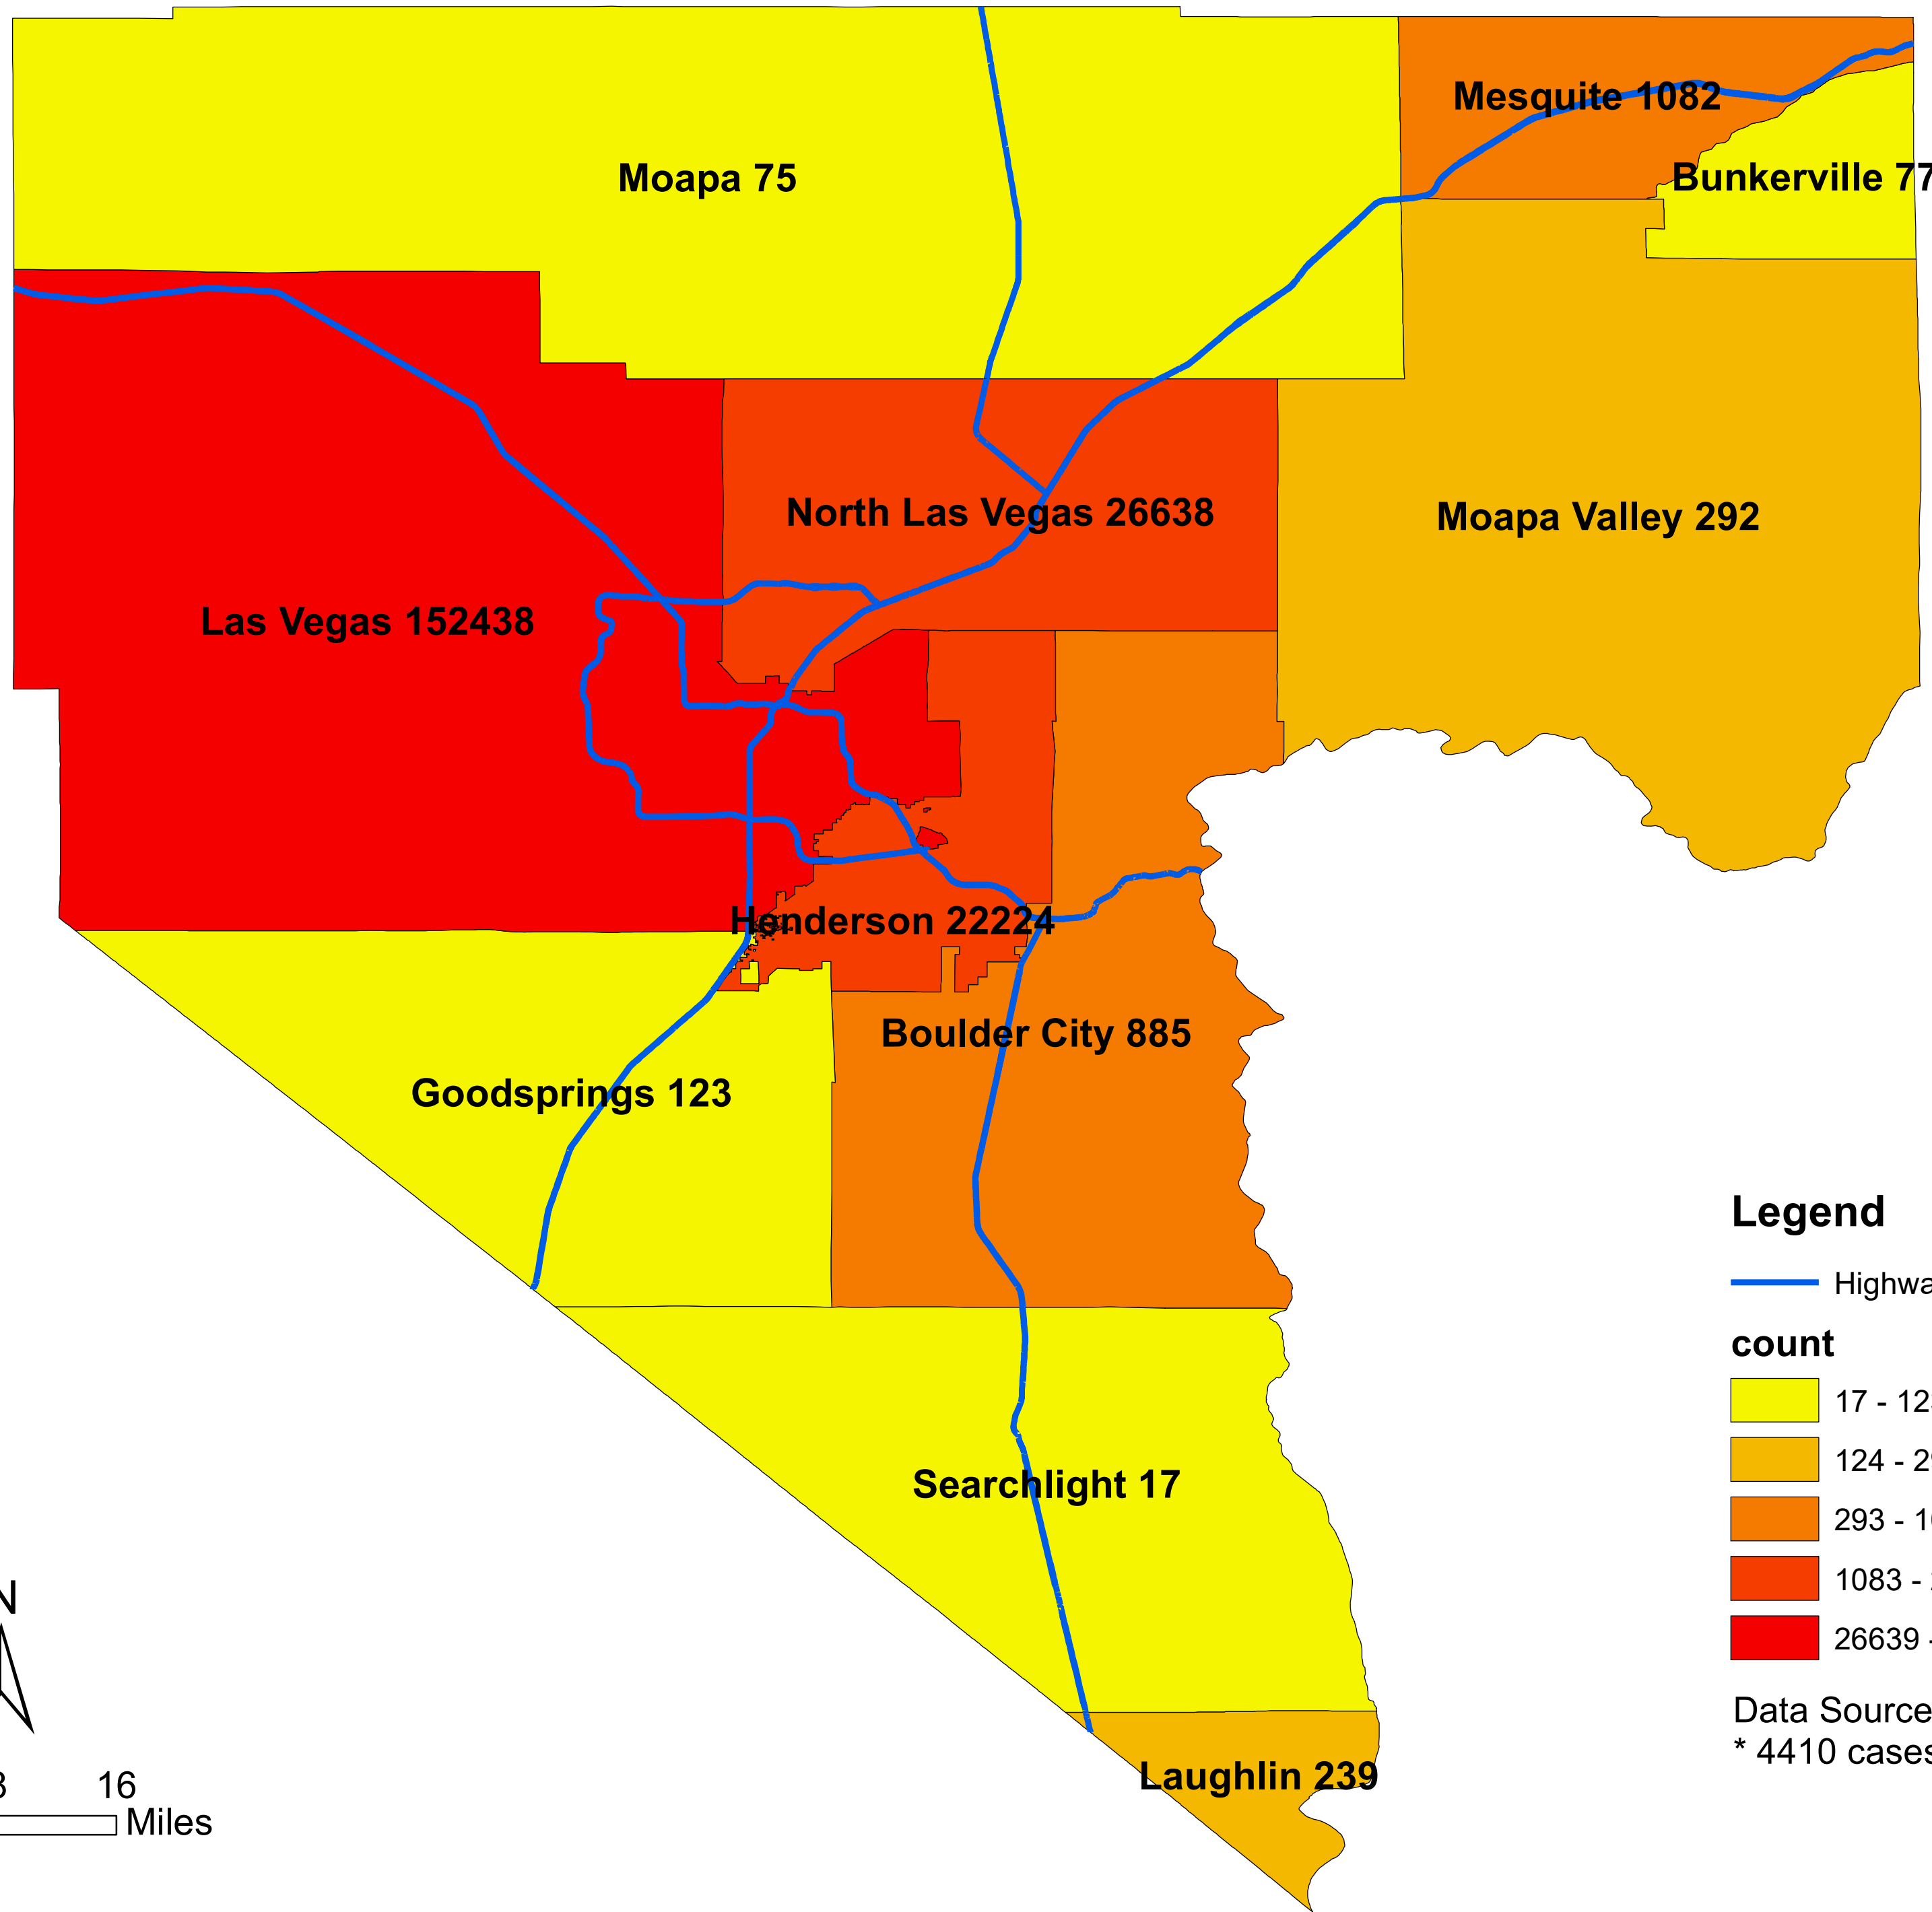 Mesquite 1082
Moapa 75
Bunkerville 77
North Las Vegas 26638
Moapa Valley 292
Las Vegas 152438
Henderson 22224
Boulder City 885
Goodsprings 123
Searchlight 17
Laughlin 239
Legend
Highwa
count
17 - 12
124 - 2
293 - 1
1083 -
26639 -
Data Source
* 4410 cases
N
16
Miles